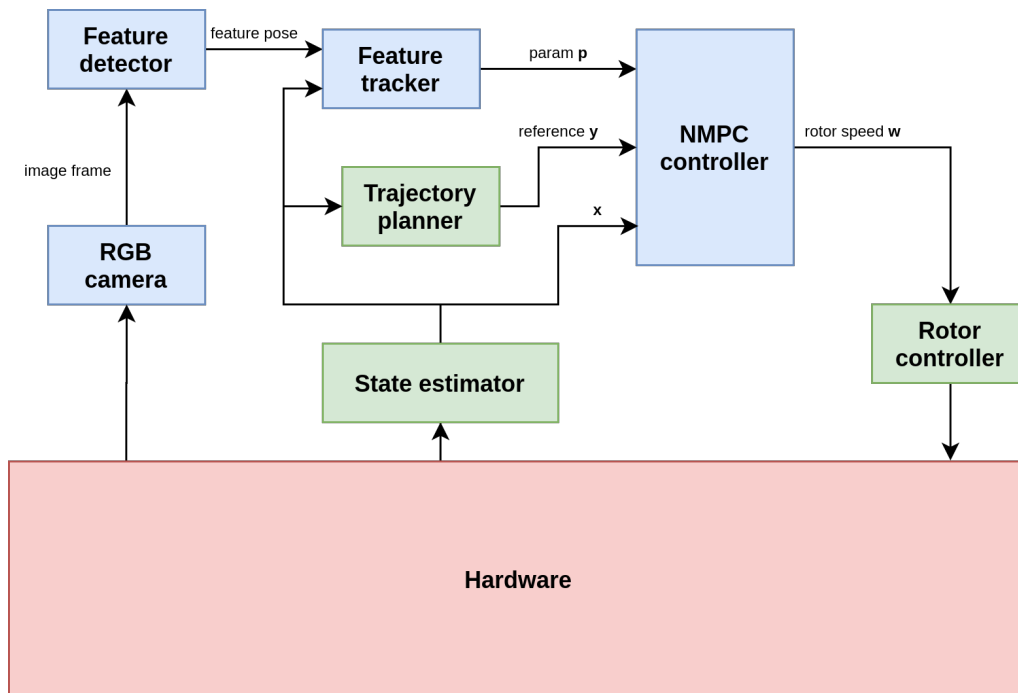 Feature
detector
feature pose
Feature
tracker
param p
NMPC
controller
reference y
rotor speed w
image frame
Trajectory
planner
x
RGB
camera
Rotor
controller
State estimator
Hardware